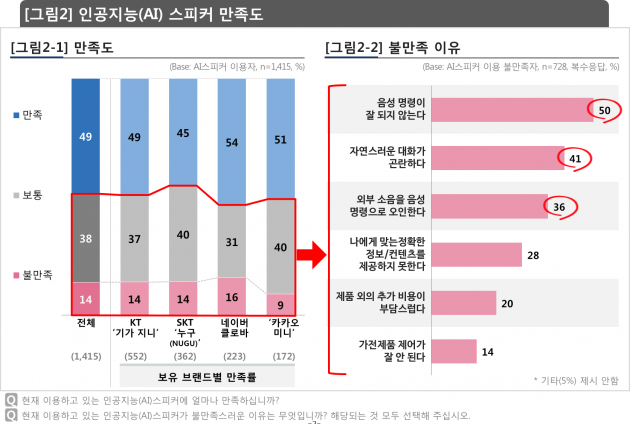 [그림2] 인공지능(AI) 스피커 만족도
[그림2-1] 만족도
(Base: AI스피커 이용자, n=1,415, %)
만족
보통
불만족
49
49
45
54
51
38
37
40
31
40
14
14
14
16
9
전체
KT
'기가 지니'
SKT
'누구
(NUGU)'
네이버
클로바
'카카오
미니'
(1,415)
(552)
(362)
(223)
(172)
보유 브랜드별 만족률
[그림2-2] 불만족 이유
(Base: AI스피커 이용 불만족자, n=728, 복수응답, %)
음성 명령이
잘 되지 않는다
50
자연스러운 대화가
곤란하다
41
외부 소음을 음성
명령으로 오인한다
36
나에게 맞는정확한
정보/컨텐츠를
제공하지 못한다
28
제품 외의 추가 비용이
부담스럽다
20
가전제품 제어가
잘 안 된다
14
* 기타(5%) 제시 안함
Q 현재 이용하고 있는 인공지능(AI)스피커에 얼마나 만족하십니까?
Q 현재 이용하고 있는 인공지능(AI)스피커가 불만족스러운 이유는 무엇입니까? 해당되는 것 모두 선택해 주십시오.